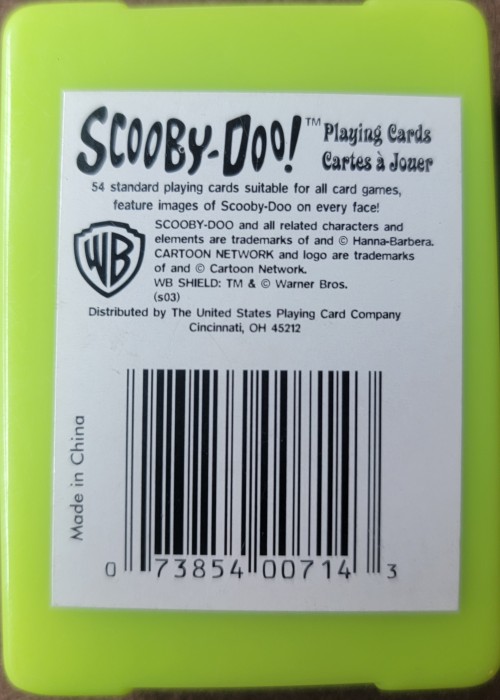 SCOOBY-DOO!™ Playing Cards
Cartes à Jouer
54 standard playing cards suitable for all card games,
feature images of Scooby-Doo on every face!
WB
SCOOBY-DOO and all related characters and
elements are trademarks of and © Hanna-Barbera.
CARTOON NETWORK and logo are trademarks
of and © Cartoon Network.
WB SHIELD: TM & © Warner Bros.
(s03)
Distributed by The United States Playing Card Company
Cincinnati, OH 45212
Made in China
0 73854 00714 3